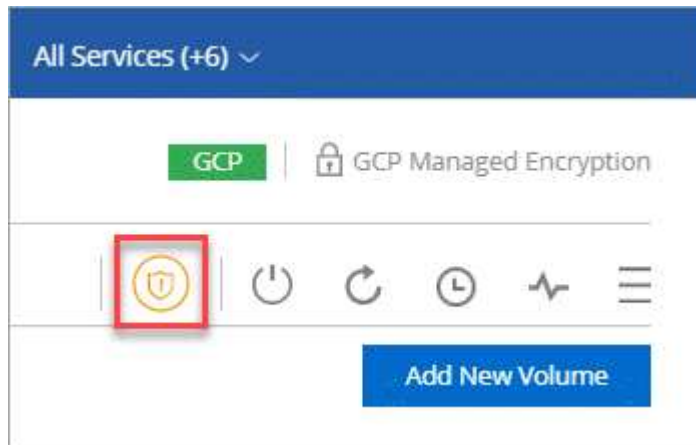 All Services (+6)
GCP
GCP Managed Encryption
Add New Volume